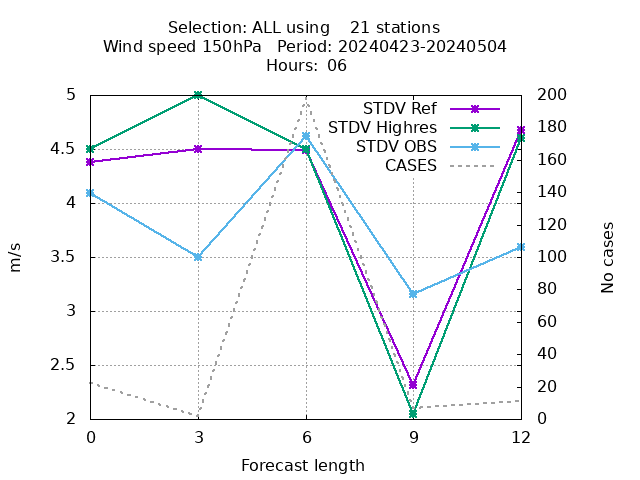 Selection: ALL using    21 stations
Wind speed 150hPa   Period: 20240423-20240504
Hours:  06
STDV Ref
STDV Highres
STDV OBS
CASES
5
4.5
4
3.5
3
2.5
2
200
180
160
140
120
100
80
60
40
20
0
m/s
No cases
0
3
6
9
12
Forecast length